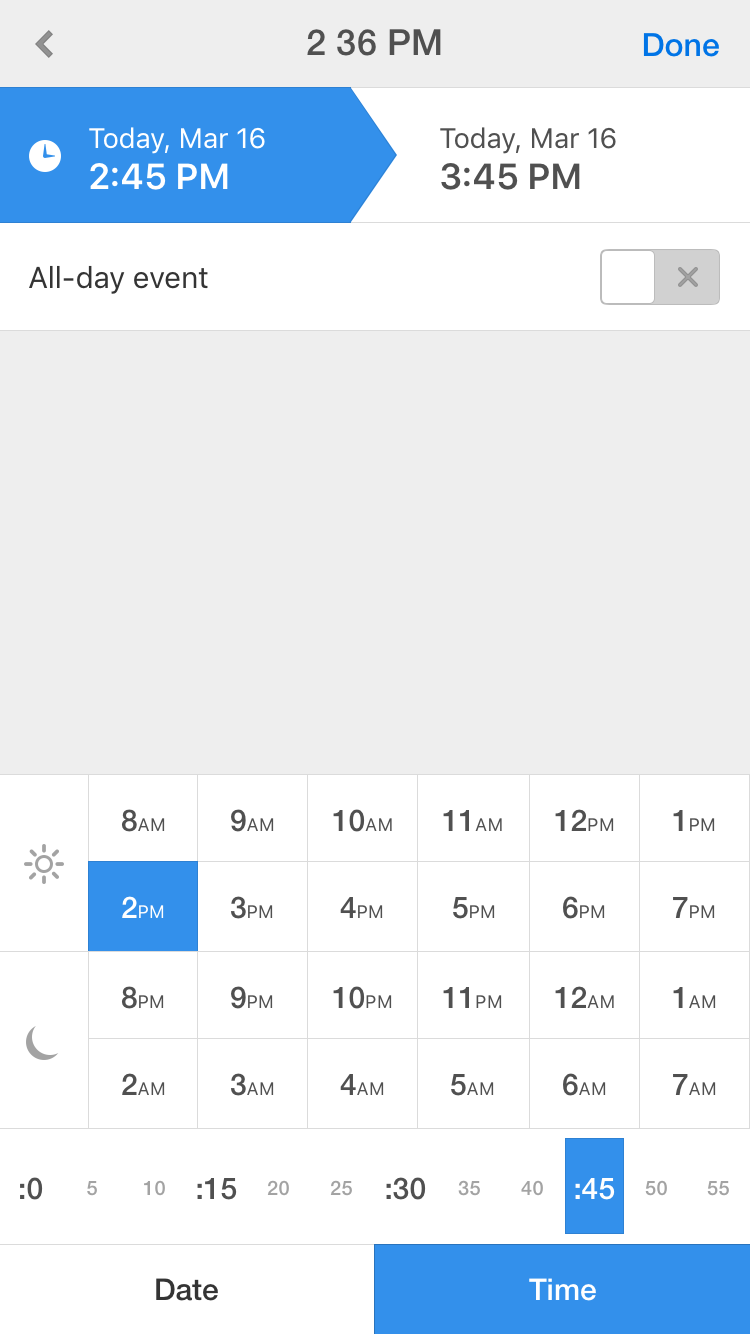 2 36 PM
Done
Today, Mar 16
2:45 PM
Today, Mar 16
3:45 PM
All-day event
8AM 9AM 10AM 11AM 12PM 1PM
2PM 3PM 4PM 5PM 6PM 7PM
8PM 9PM 10PM 11PM 12AM 1AM
2AM 3AM 4AM 5AM 6AM 7AM
:0 5 10 :15 20 25 :30 35 40 :45 50 55
Date
Time